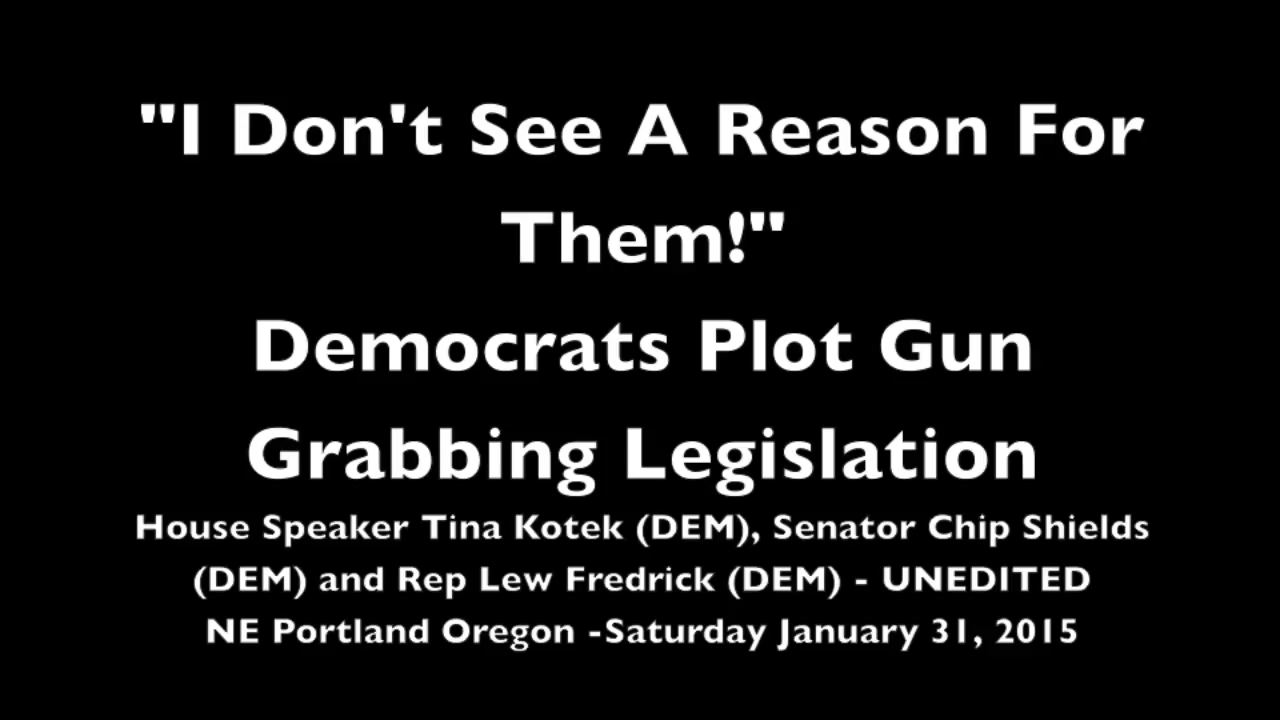 "I Don't See A Reason For
Them!"
Democrats Plot Gun
Grabbing Legislation
House Speaker Tina Kotek (DEM), Senator Chip Shields
(DEM) and Rep Lew Fredrick (DEM) - UNEDITED
NE Portland Oregon -Saturday January 31, 2015